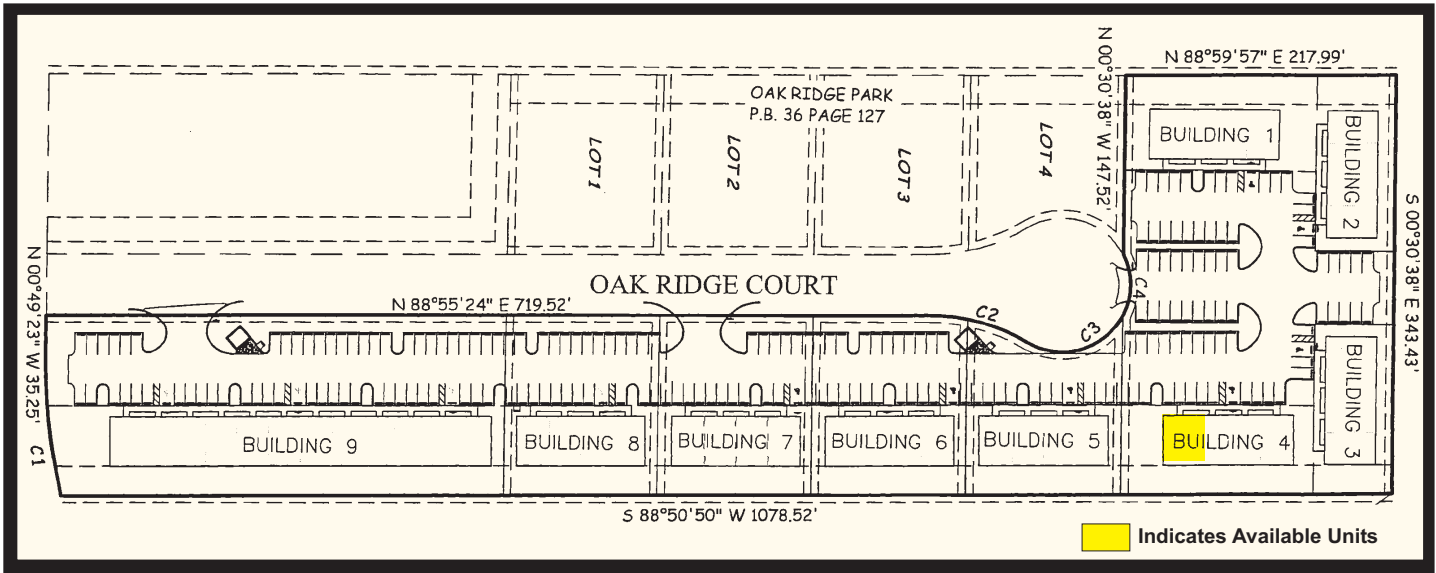 N 88°59'57" E 217.99'
N 00°30'38" W 147.52'
OAK RIDGE PARK
P.B. 36 PAGE 127
BUILDING 1
BUILDING 2
LOT 1
LOT 2
LOT 3
LOT 4
S 00°30'38" E 343.43'
N 00°49'23" W 35.25'
C1
OAK RIDGE COURT
N 88°55'24" E 719.52'
C2
C3
C4
BUILDING 3
BUILDING 9
BUILDING 8
BUILDING 7
BUILDING 6
BUILDING 5
BUILDING 4
S 88°50'50" W 1078.52'
Indicates Available Units